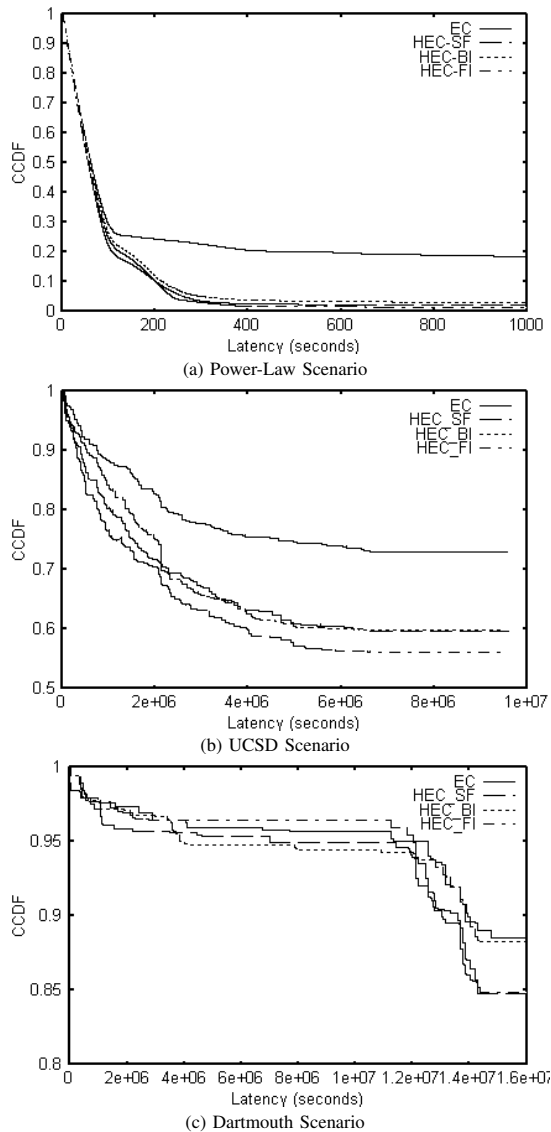 1
0.9
0.8
0.7
0.6
0.5
0.4
0.3
0.2
0.1
0
CCDF
EC
HEC-SF
HEC-BI
HEC-FI
0 200 400 600 800 1000
Latency (seconds)
(a) Power-Law Scenario
1
0.9
0.8
0.7
0.6
0.5
CCDF
EC
HEC_SF
HEC_BI
HEC_FI
0 2e+06 4e+06 6e+06 8e+06 1e+07
Latency (seconds)
(b) UCSD Scenario
1
0.95
0.9
0.85
0.8
CCDF
EC
HEC_SF
HEC_BI
HEC_FI
0 2e+06 4e+06 6e+06 8e+06 1e+07 1.2e+07 1.4e+07 1.6e+07
Latency (seconds)
(c) Dartmouth Scenario